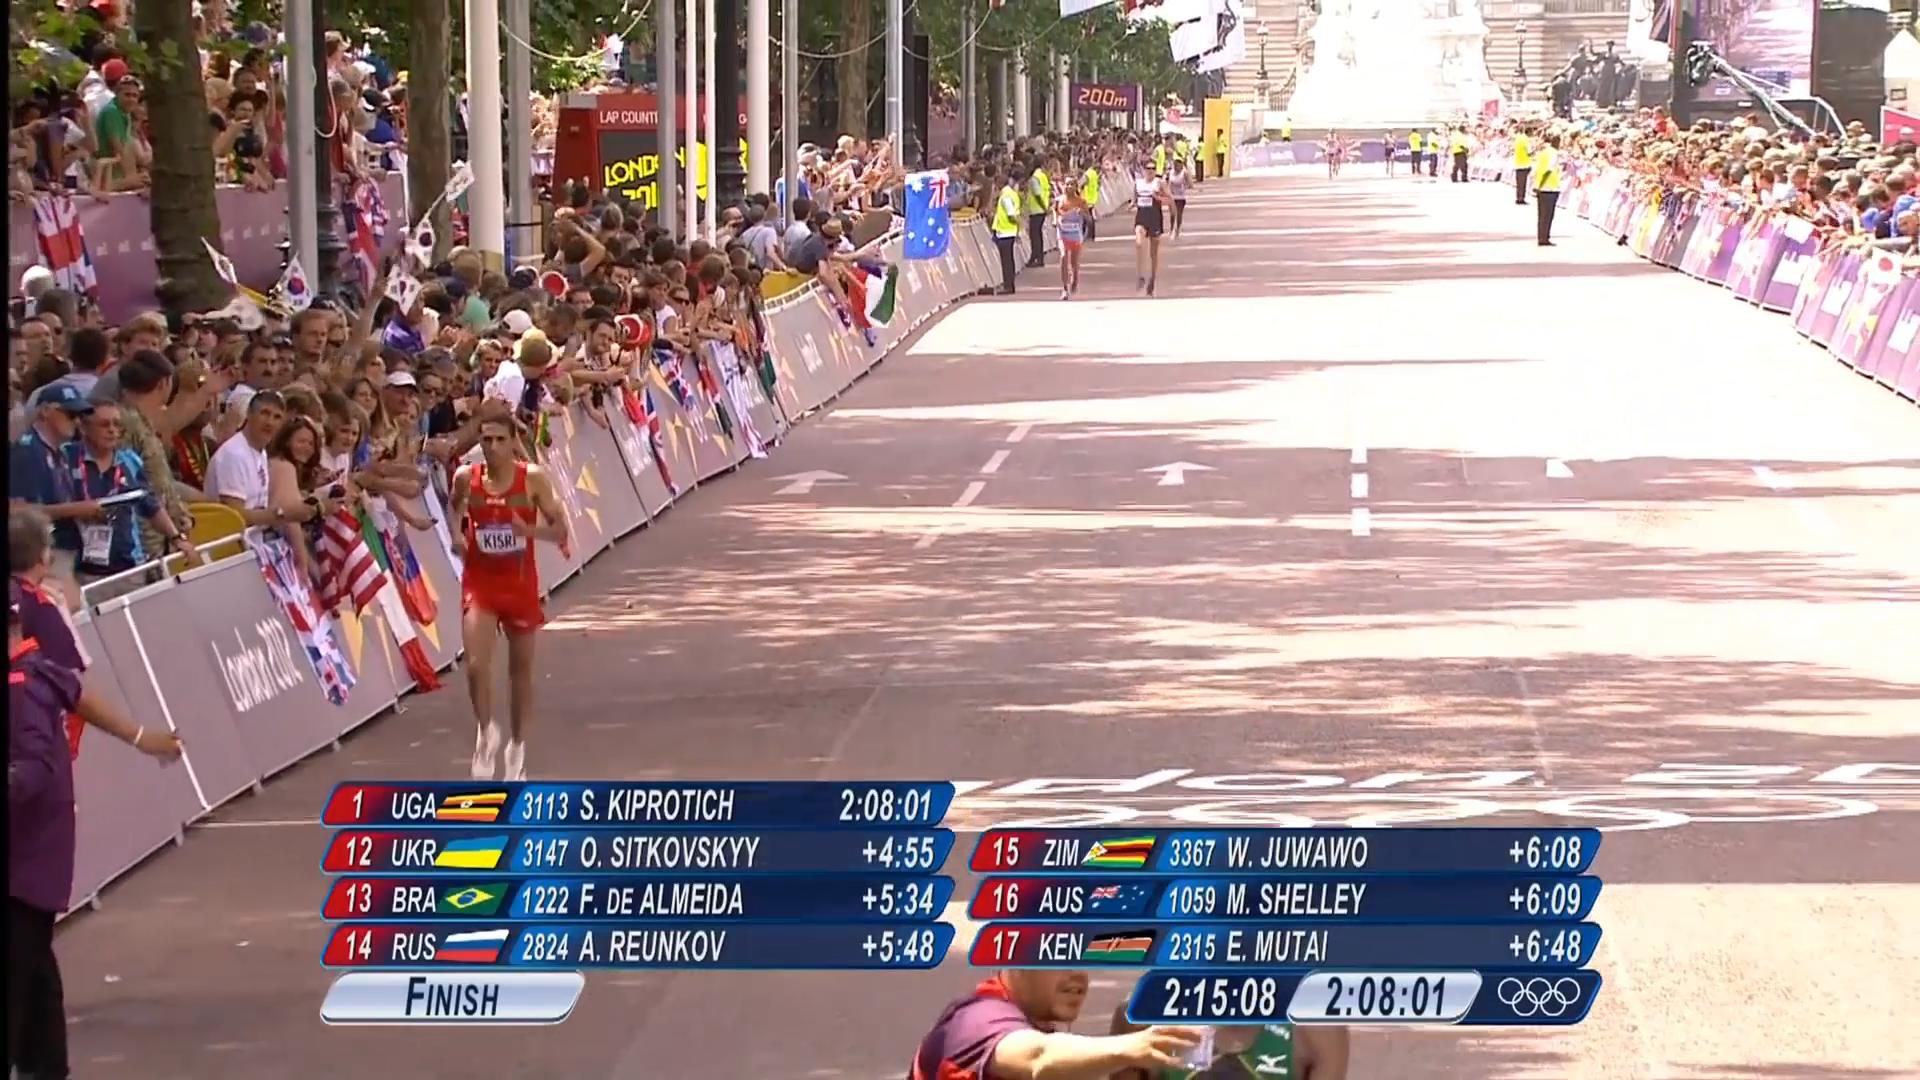 LAP COUNT
200m
LONDON
KISRI
London 2012
1 UGA 3113 S. KIPROTICH 2:08:01
12 UKR 3147 O. SITKOVSKYY +4:55
13 BRA 1222 F. DE ALMEIDA +5:34
14 RUS 2824 A. REUNKOV +5:48
15 ZIM 3367 W. JUWAWO +6:08
16 AUS 1059 M. SHELLEY +6:09
17 KEN 2315 E. MUTAI +6:48
FINISH
2:15:08 2:08:01